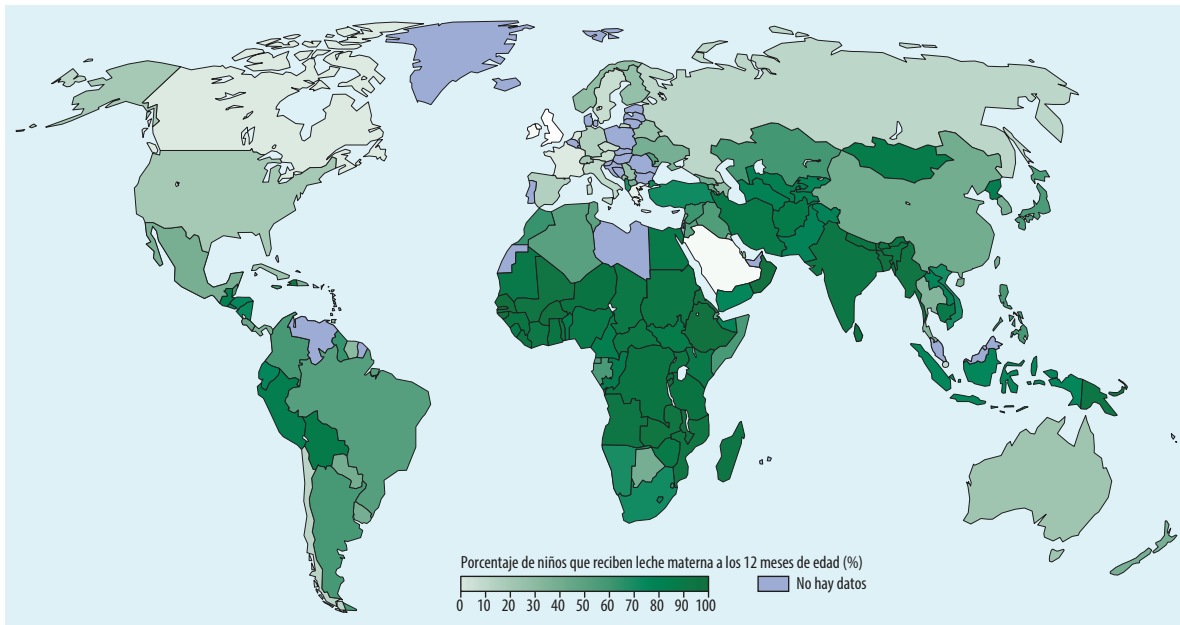 Porcentaje de niños que reciben leche materna a los 12 meses de edad (%)
No hay datos
0 10 20 30 40 50 60 70 80 90 100